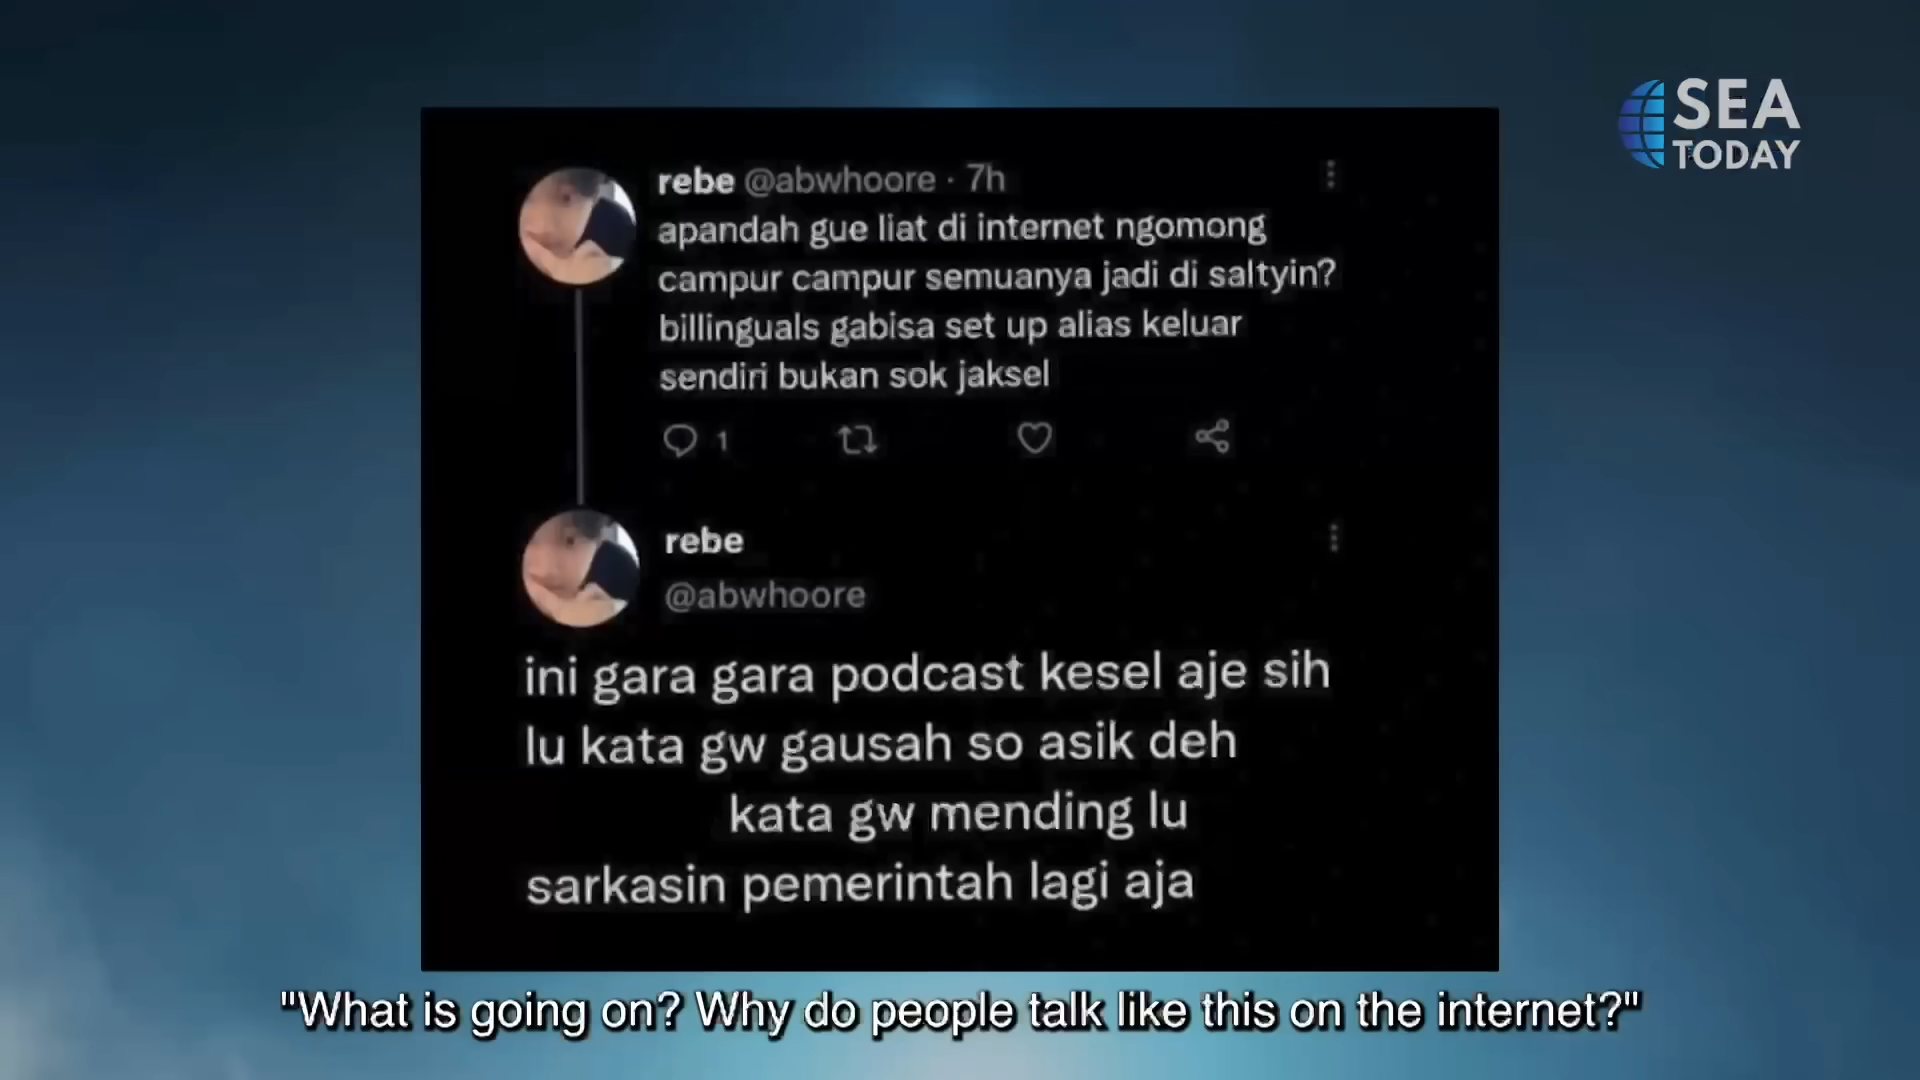 SEA
TODAY
rebe @abwhoore · 7h
apandah gue liat di internet ngomong
campur campur semuanya jadi di saltyin?
billinguals gabisa set up alias keluar
sendiri bukan sok jaksel
1
rebe
@abwhoore
ini gara gara podcast kesel aje sih
lu kata gw gausah so asik deh
kata gw mending lu
sarkasin pemerintah lagi aja
"What is going on? Why do people talk like this on the internet?"